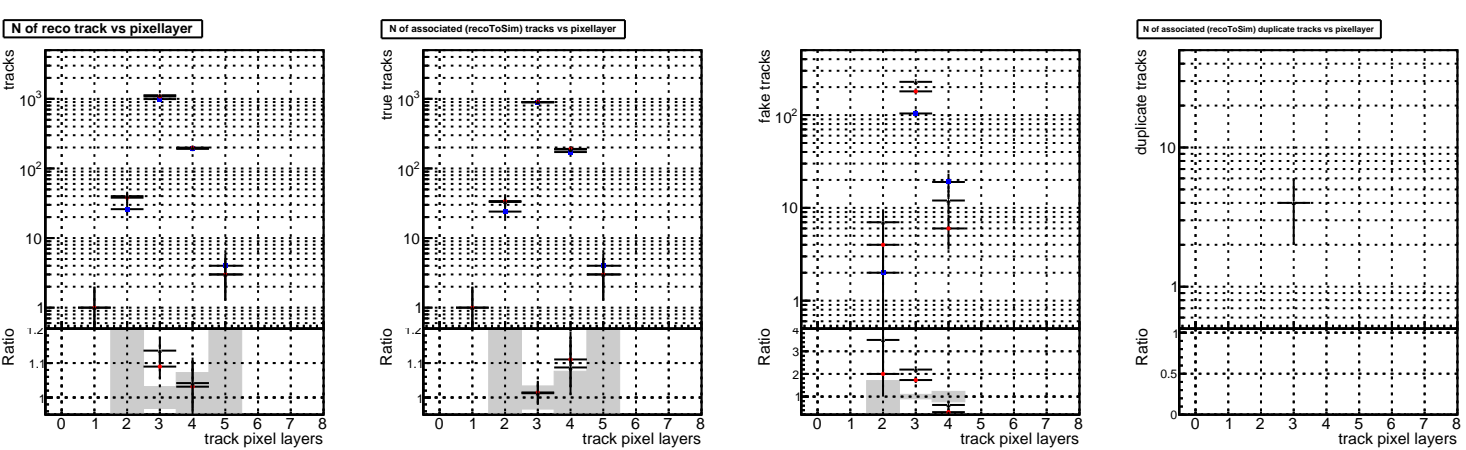 N of reco track vs pixellayer
tracks
10³
10²
10
1
Ratio
1.2
1.1
1
0 1 2 3 4 5 6 7 8
track pixel layers
N of associated (recoToSim) tracks vs pixellayer
true tracks
10³
10²
10
1
Ratio
1.2
1.1
1
0 1 2 3 4 5 6 7 8
track pixel layers
fake tracks
10²
10
1
Ratio
4
3
2
1
0 1 2 3 4 5 6 7 8
track pixel layers
N of associated (recoToSim) duplicate tracks vs pixellayer
duplicate tracks
10
1
Ratio
1
0.5
0
0 1 2 3 4 5 6 7 8
track pixel layers